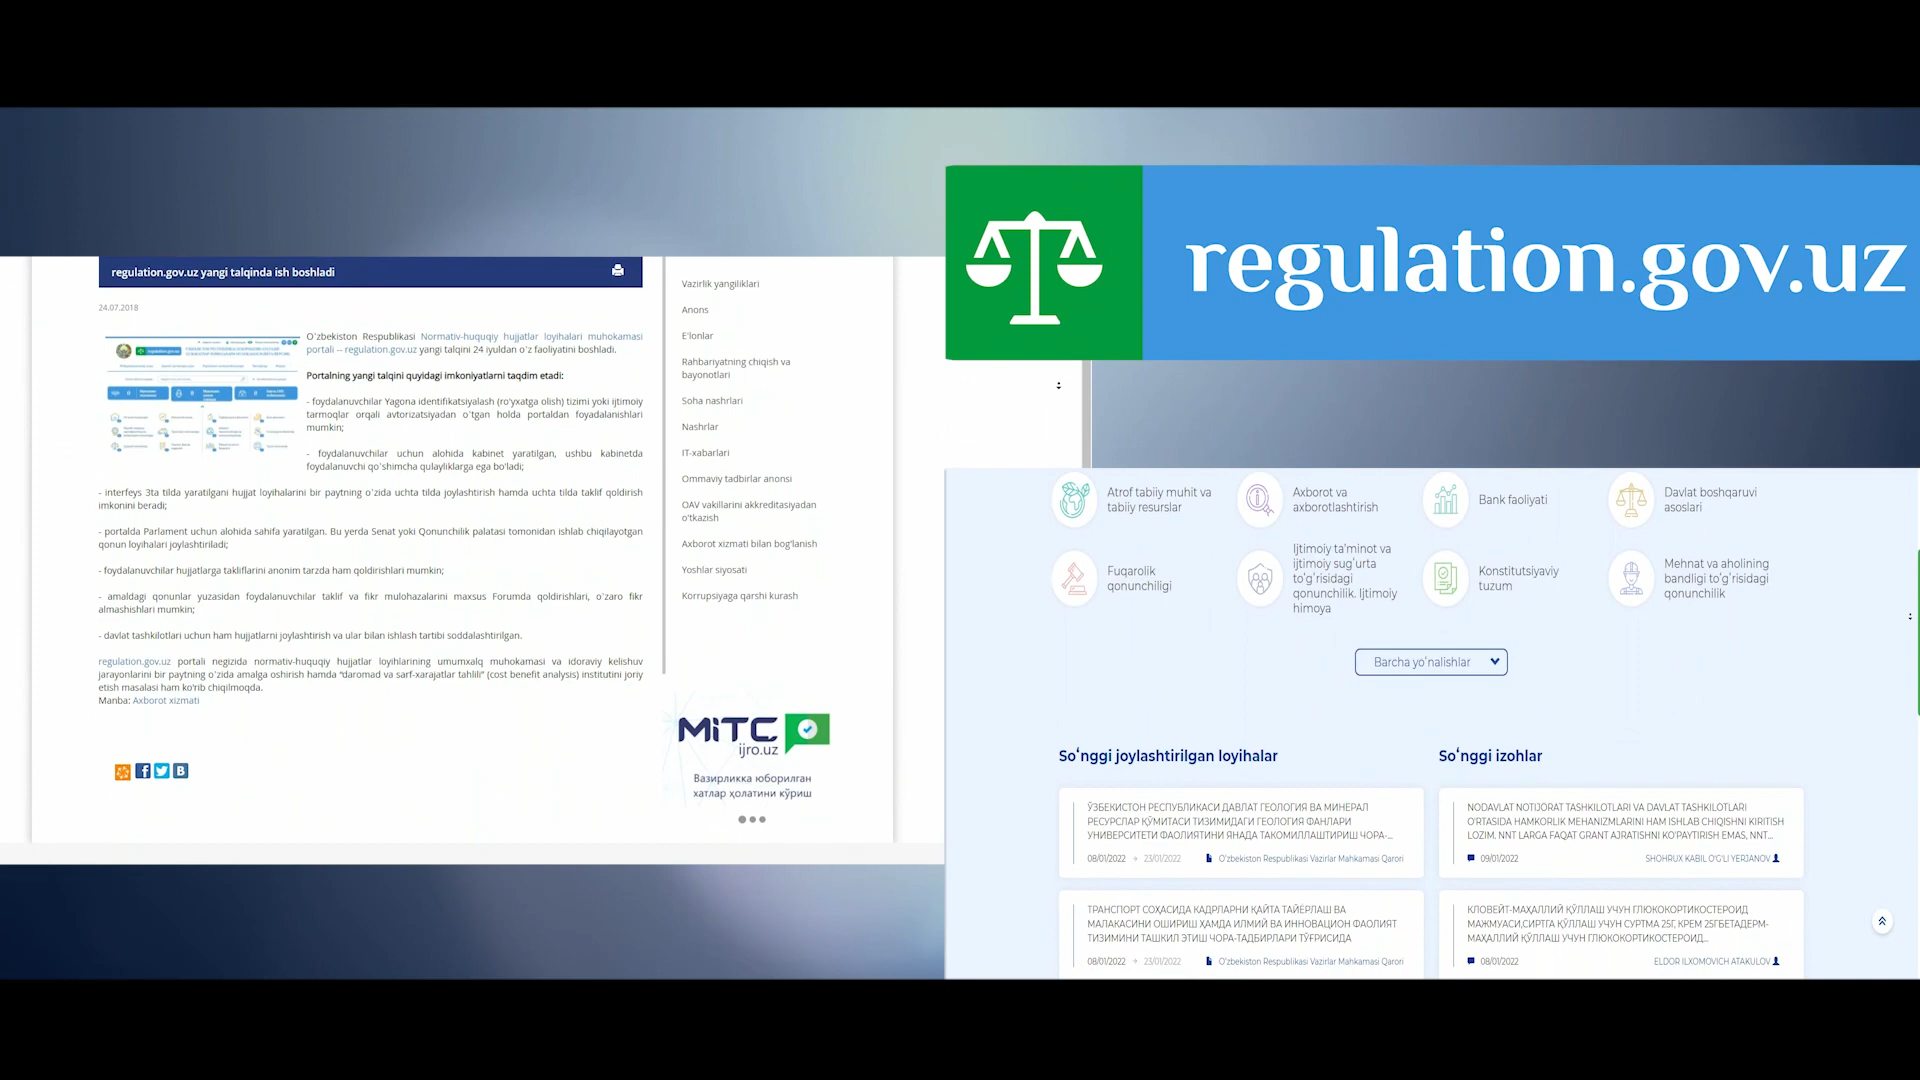 regulation.gov.uz yangi talqinda ish boshladi
24.07.2018
O'zbekiston Respublikasi Normativ-huquqiy hujjatlar loyihalari muhokamasi
portali -- regulation.gov.uz yangi talqini 24 iyuldan o'z faoliyatini boshladi.
Portalning yangi talqini quyidagi imkoniyatlarni taqdim etadi:
- foydalanuvchilar Yagona identifikatsiyalash (ro'yxatga olish) tizimi yoki ijtimoiy
tarmoqlar orqali avtorizatsiyadan o'tgan holda portaldan foyadalanishlari
mumkin;
- foydalanuvchilar uchun alohida kabinet yaratilgan, ushbu kabinetda
foydalanuvchi qo'shimcha qulayliklarga ega bo'ladi;
- interfeys 3ta tilda yaratilgani hujjat loyihalarini bir paytning o'zida uchta tilda joylashtirish hamda uchta tilda taklif qoldirish
imkonini beradi;
- portalda Parlament uchun alohida sahifa yaratilgan. Bu yerda Senat yoki Qonunchilik palatasi tomonidan ishlab chiqilayotgan
qonun loyihalari joylashtiriladi;
- foydalanuvchilar hujjatlarga takliflarini anonim tarzda ham qoldirishlari mumkin;
- amaldagi qonunlar yuzasidan foydalanuvchilar taklif va fikr mulohazalarini maxsus Forumda qoldirishlari, o'zaro fikr
almashishlari mumkin;
- davlat tashkilotlari uchun ham hujjatlarni joylashtirish va ular bilan ishlash tartibi soddalashtirilgan.
regulation.gov.uz portali negizida normativ-huquqiy hujjatlar loyihlarining umumxalq muhokamasi va idoraviy kelishuv
jarayonlarini bir paytning o'zida amalga oshirish hamda "daromad va sarf-xarajatlar tahlili" (cost benefit analysis) institutini joriy
etish masalasi ham ko'rib chiqilmoqda.
Manba: Axborot xizmati
Vazirlik yangiliklari
Anons
E'lonlar
Rahbariyatning chiqish va
bayonotlari
Soha nashrlari
Nashrlar
IT-xabarlari
Ommaviy tadbirlar anonsi
OAV vakillarini akkreditasiyadan
o'tkazish
Axborot xizmati bilan bog'lanish
Yoshlar siyosati
Korrupsiyaga qarshi kurash
MiTC
ijro.uz
Вазирликка юборилган
хатлар ҳолатини кўриш
regulation.gov.uz
Atrof tabiiy muhit va
tabiiy resurslar
Axborot va
axborotlashtirish
Bank faoliyati
Davlat boshqaruvi
asoslari
Fuqarolik
qonunchiligi
Ijtimoiy ta'minot va
ijtimoiy sug'urta
to'g'risidagi
qonunchilik. Ijtimoiy
himoya
Konstitutsiyaviy
tuzum
Mehnat va aholining
bandligi to'g'risidagi
qonunchilik
Barcha yo'nalishlar
So'nggi joylashtirilgan loyihalar
ЎЗБЕКИСТОН РЕСПУБЛИКАСИ ДАВЛАТ ГЕОЛОГИЯ ВА МИНЕРАЛ
РЕСУРСЛАР ҚЎМИТАСИ ТИЗИМИДАГИ ГЕОЛОГИЯ ФАНЛАРИ
УНИВЕРСИТЕТИ ФАОЛИЯТИНИ ЯНАДА ТАКОМИЛЛАШТИРИШ ЧОРА-...
08/01/2022 → 23/01/2022 O'zbekiston Respublikasi Vazirlar Mahkamasi Qarori
ТРАНСПОРТ СОҲАСИДА КАДРЛАРНИ ҚАЙТА ТАЙЁРЛАШ ВА
МАЛАКАСИНИ ОШИРИШ ҲАМДА ИЛМИЙ ВА ИННОВАЦИОН ФАОЛИЯТ
ТИЗИМИНИ ТАШКИЛ ЭТИШ ЧОРА-ТАДБИРЛАРИ ТЎҒРИСИДА
08/01/2022 → 23/01/2022 O'zbekiston Respublikasi Vazirlar Mahkamasi Qarori
So'nggi izohlar
NODAVLAT NOTIJORAT TASHKILOTLARI VA DAVLAT TASHKILOTLARI
O'RTASIDA HAMKORLIK MEHANIZMLARINI HAM ISHLAB CHIQISHNI KIRITISH
LOZIM. NNT LARGA FAQAT GRANT AJRATISHNI KO'PAYTIRISH EMAS, NNT...
09/01/2022 SHOHRUX KABIL O'G'LI YERJANOV
КЛОВЕЙТ-МАҲАЛЛИЙ ҚЎЛЛАШ УЧУН ГЛЮКОКОРТИКОСТЕРОИД
МАЖМУАСИ,СИРТГА ҚЎЛЛАШ УЧУН СУРТМА 25Г, КРЕМ 25ГБЕТАДЕРМ-
МАҲАЛЛИЙ ҚЎЛЛАШ УЧУН ГЛЮКОКОРТИКОСТЕРОИД...
08/01/2022 ELDOR ILXOMOVICH ATAKULOV